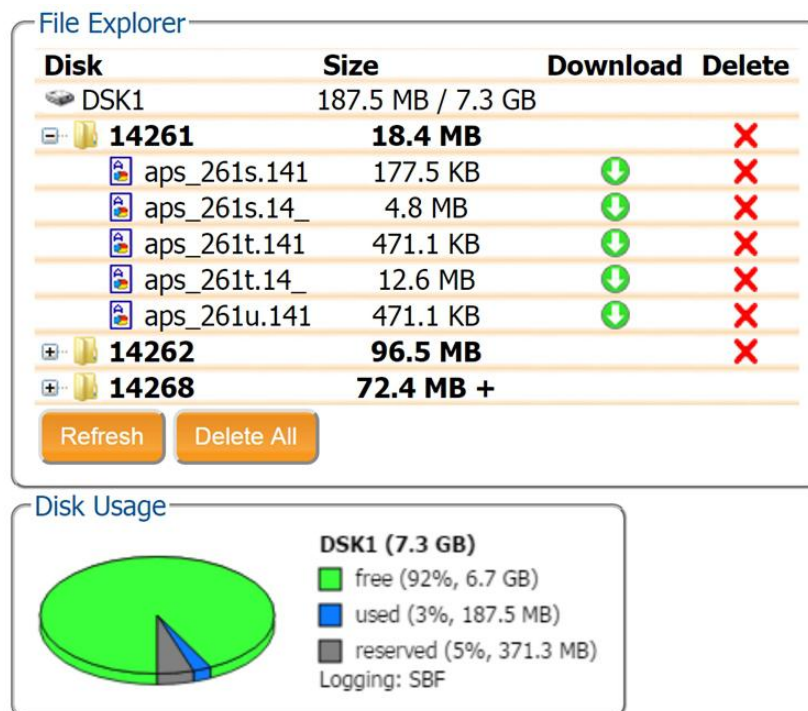 File Explorer
Disk Size Download Delete
DSK1 187.5 MB / 7.3 GB
14261 18.4 MB
aps_261s.141 177.5 KB
aps_261s.14_ 4.8 MB
aps_261t.141 471.1 KB
aps_261t.14_ 12.6 MB
aps_261u.141 471.1 KB
14262 96.5 MB
14268 72.4 MB +
Refresh Delete All
Disk Usage
DSK1 (7.3 GB)
free (92%, 6.7 GB)
used (3%, 187.5 MB)
reserved (5%, 371.3 MB)
Logging: SBF